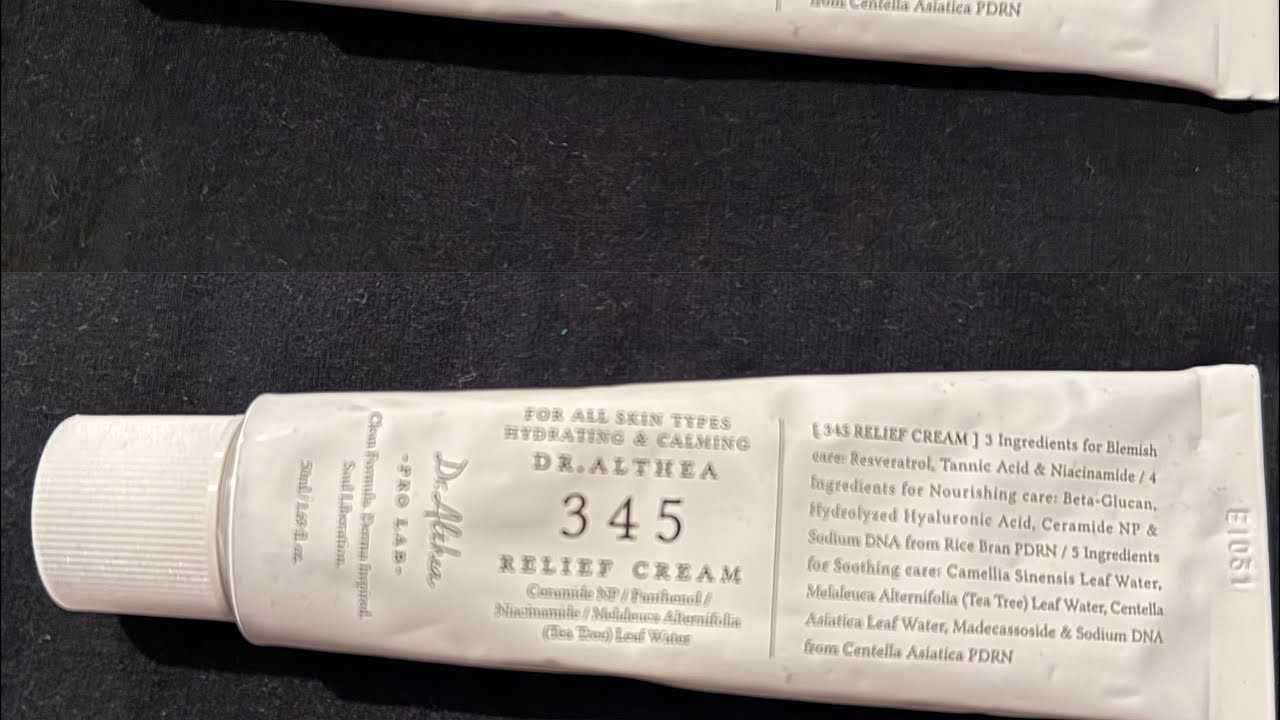 from Centella Asiatica PDRN
FOR ALL SKIN TYPES
HYDRATING & CALMING
DR.ALTHEA
345
RELIEF CREAM
Ceramide NP / Panthenol /
Niacinamide / Melaleuca Alternifolia
(Tea Tree) Leaf Water
Dr.Althea
-PRO LAB-
Clean Formula. Derma Inspired.
Soul Liberation.
50ml / 1.69 fl.oz.
[ 345 RELIEF CREAM ] 3 Ingredients for Blemish
care: Resveratrol, Tannic Acid & Niacinamide / 4
Ingredients for Nourishing care: Beta-Glucan,
Hydrolyzed Hyaluronic Acid, Ceramide NP &
Sodium DNA from Rice Bran PDRN / 5 Ingredients
for Soothing care: Camellia Sinensis Leaf Water,
Melaleuca Alternifolia (Tea Tree) Leaf Water, Centella
Asiatica Leaf Water, Madecassoside & Sodium DNA
from Centella Asiatica PDRN